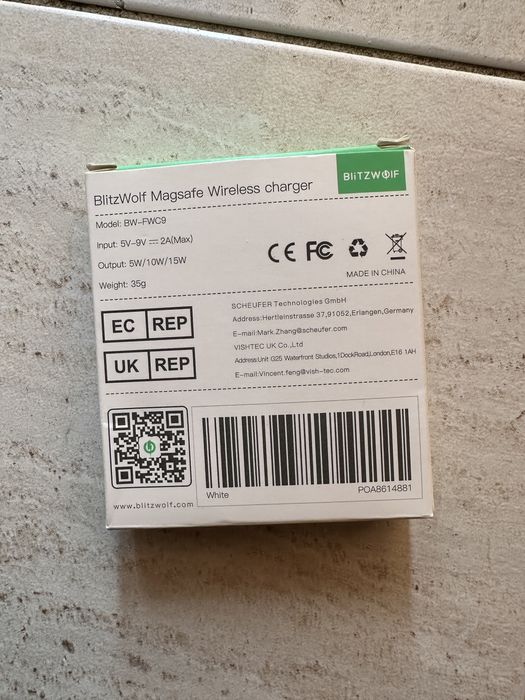 BLiTZWOLF
BlitzWolf Magsafe Wireless charger
Model: BW-FWC9
Input: 5V-9V ⎓ 2A(Max)
Output: 5W/10W/15W
Weight: 35g
CE FC
MADE IN CHINA
EC REP
SCHEUFER Technologies GmbH
Address:Hertleinstrasse 37,91052,Erlangen,Germany
E-mail:Mark.Zhang@scheufer.com
UK REP
VISHTEC UK Co.,Ltd
Address:Unit G25 Waterfront Studios,1DockRoad,London,E16 1AH
E-mail:Vincent.feng@vish-tec.com
www.blitzwolf.com
White
POA8614881